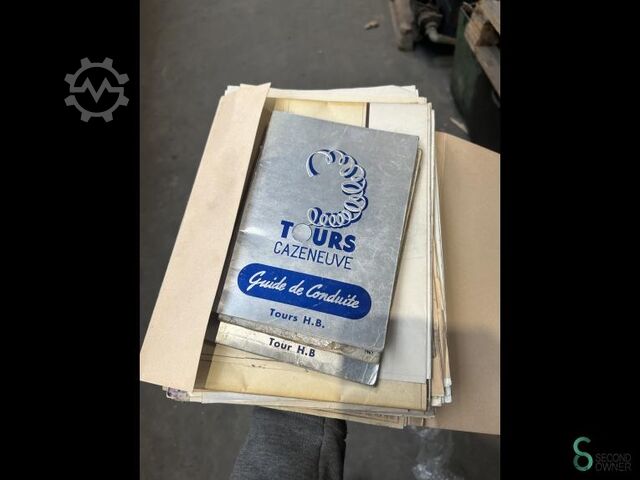 TOURS
CAZENEUVE
Guide de Conduite
Tours H.B.
Tour H.B
SECOND
OWNER